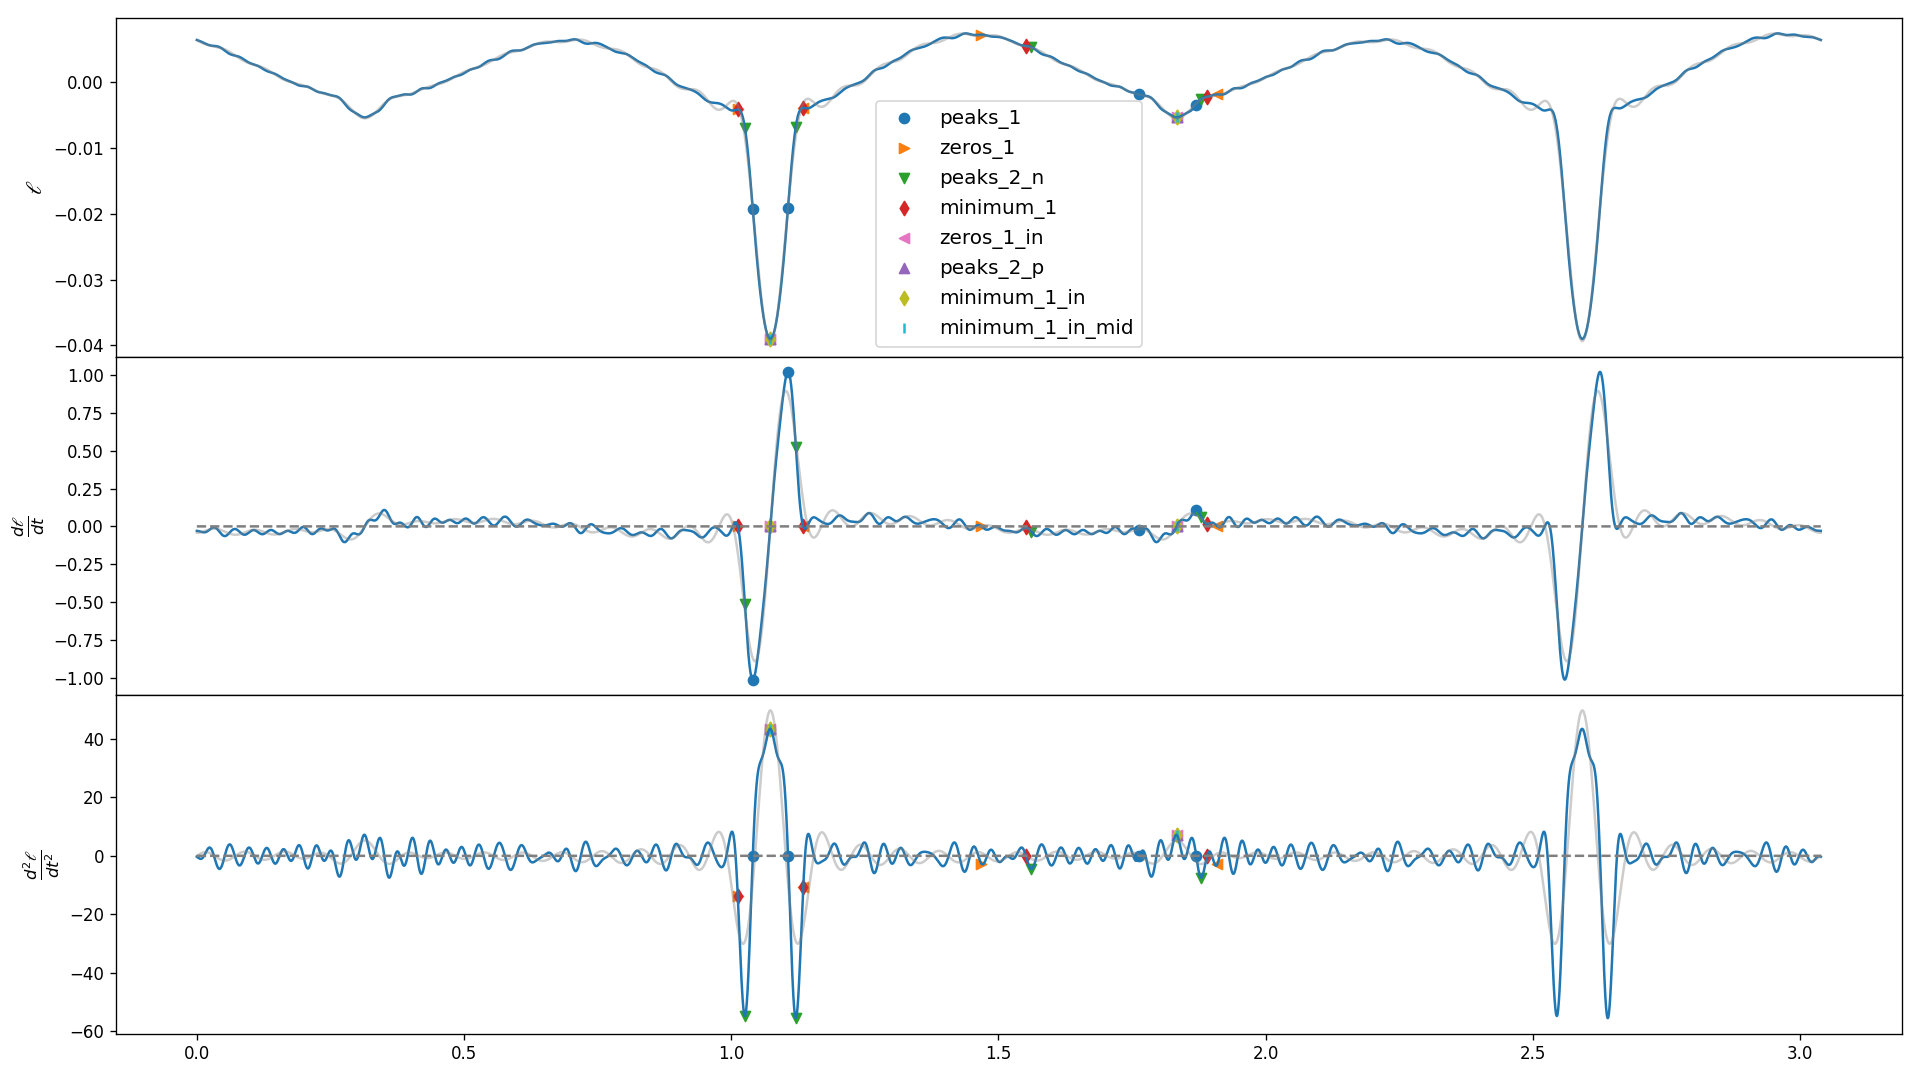 0.00
−0.01
−0.02
−0.03
−0.04
ℓ
peaks_1
zeros_1
peaks_2_n
minimum_1
zeros_1_in
peaks_2_p
minimum_1_in
minimum_1_in_mid
1.00
0.75
0.50
0.25
0.00
−0.25
−0.50
−0.75
−1.00
dℓ
dt
40
20
0
−20
−40
−60
d²ℓ
dt²
0.0 0.5 1.0 1.5 2.0 2.5 3.0